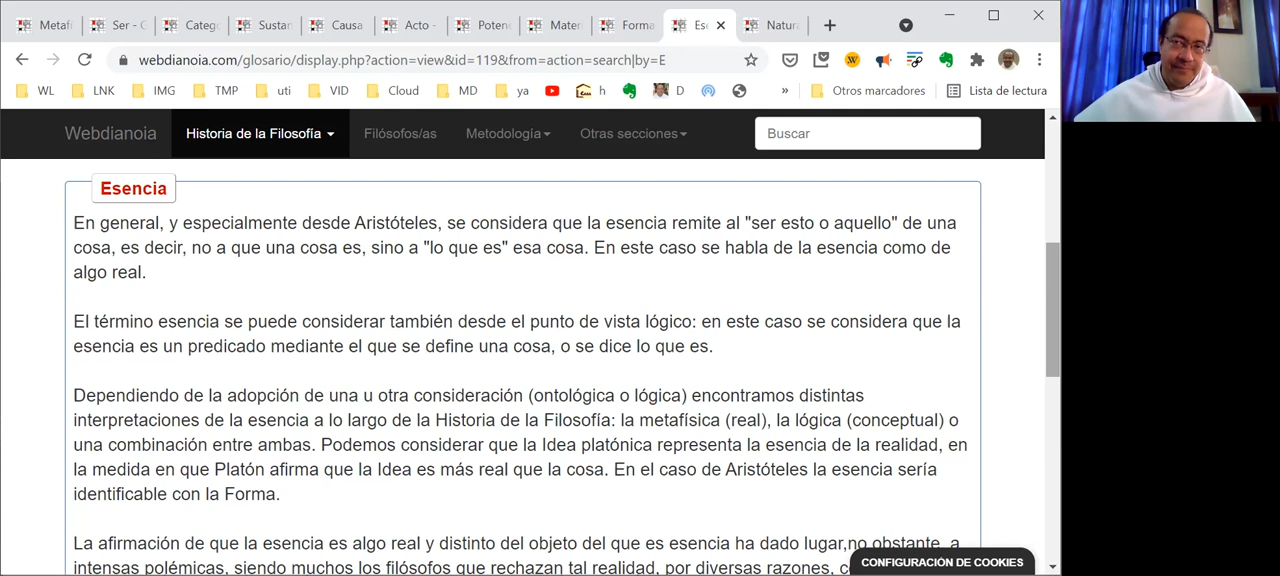 Metaf
Ser - G
Categ
Sustan
Causa
Acto -
Potenc
Mater
Forma
Ese
Natura
webdianoia.com/glosario/display.php?action=view&id=119&from=action=search|by=E
WL
LNK
IMG
TMP
uti
VID
Cloud
MD
ya
h
D
»
Otros marcadores
Lista de lectura
Webdianoia
Historia de la Filosofía
Filósofos/as
Metodología
Otras secciones
Buscar
Esencia
En general, y especialmente desde Aristóteles, se considera que la esencia remite al "ser esto o aquello" de una
cosa, es decir, no a que una cosa es, sino a "lo que es" esa cosa. En este caso se habla de la esencia como de
algo real.
El término esencia se puede considerar también desde el punto de vista lógico: en este caso se considera que la
esencia es un predicado mediante el que se define una cosa, o se dice lo que es.
Dependiendo de la adopción de una u otra consideración (ontológica o lógica) encontramos distintas
interpretaciones de la esencia a lo largo de la Historia de la Filosofía: la metafísica (real), la lógica (conceptual) o
una combinación entre ambas. Podemos considerar que la Idea platónica representa la esencia de la realidad, en
la medida en que Platón afirma que la Idea es más real que la cosa. En el caso de Aristóteles la esencia sería
identificable con la Forma.
La afirmación de que la esencia es algo real y distinto del objeto del que es esencia ha dado lugar,no obstante, a
intensas polémicas, siendo muchos los filósofos que rechazan tal realidad, por diversas razones,
CONFIGURACIÓN DE COOKIES